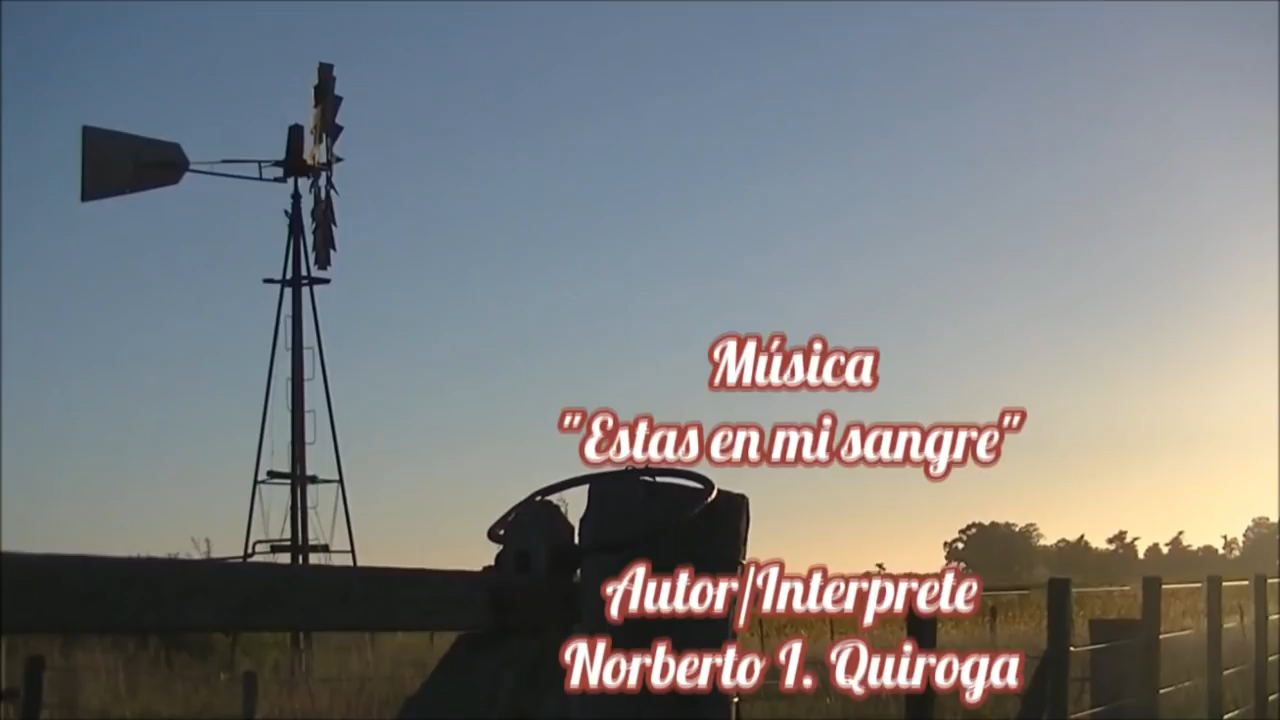 Música
"Estas en mi sangre"
Autor/Interprete
Norberto I. Quiroga